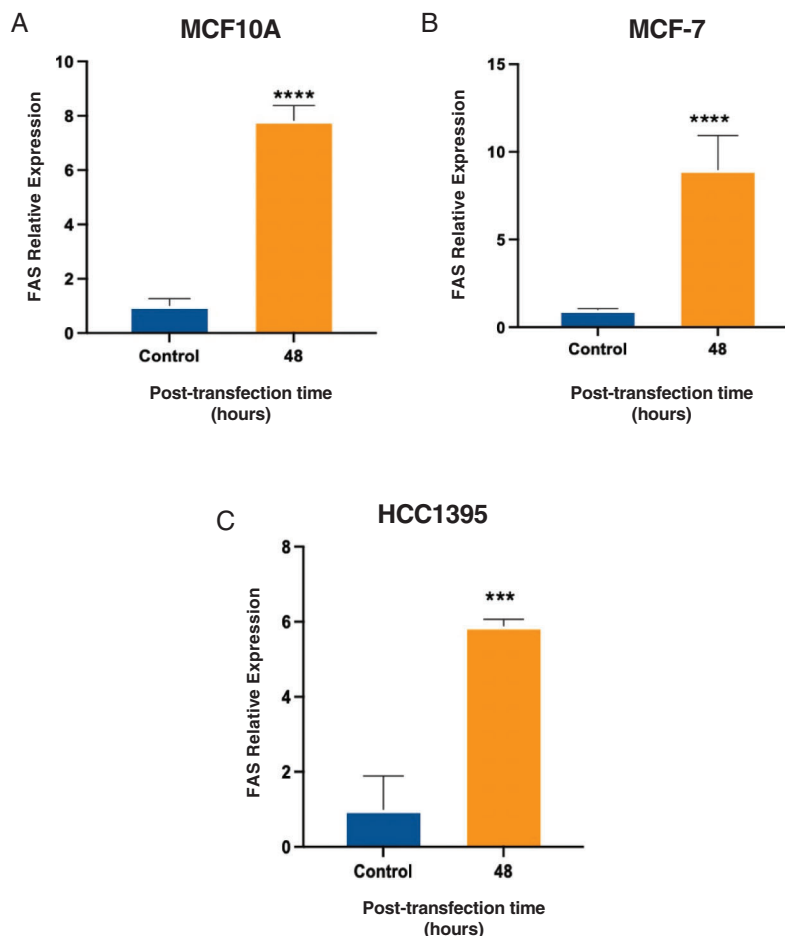 A
MCF10A
FAS Relative Expression
10
8
6
4
2
0
****
Control
48
Post-transfection time
(hours)
B
MCF-7
FAS Relative Expression
15
10
5
0
****
Control
48
Post-transfection time
(hours)
C
HCC1395
FAS Relative Expression
8
6
4
2
0
***
Control
48
Post-transfection time
(hours)